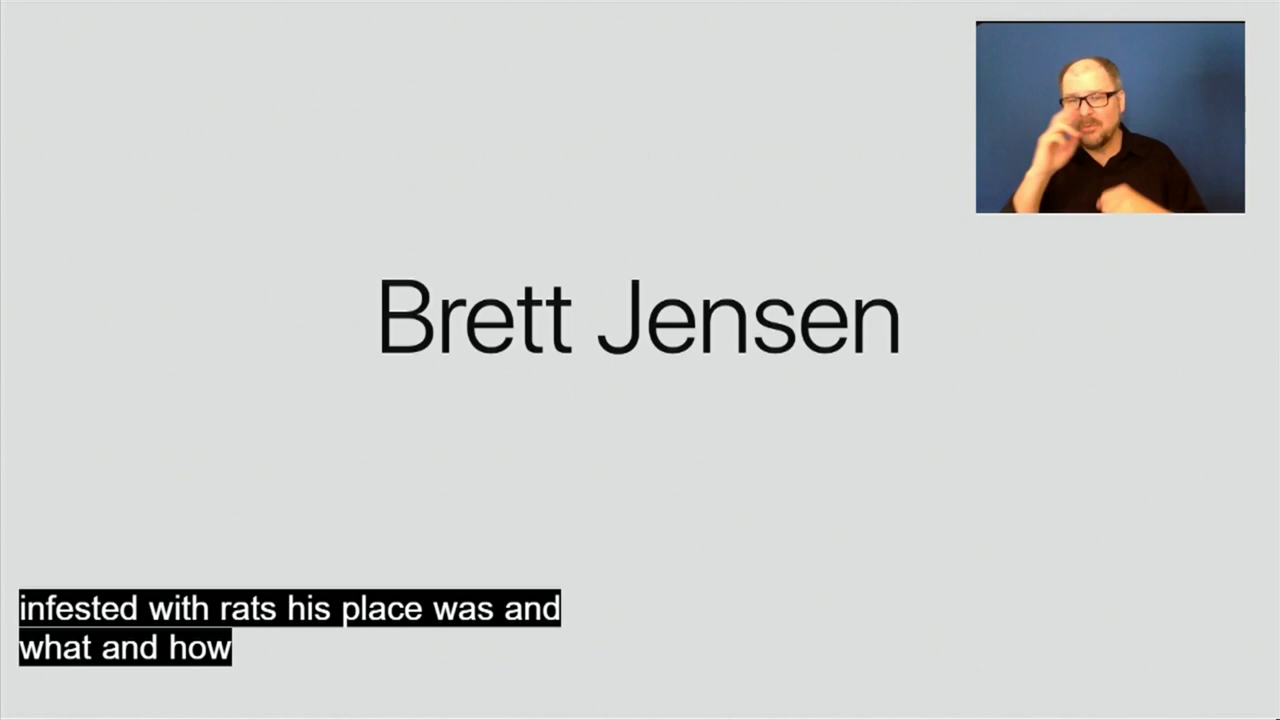 Brett Jensen
infested with rats his place was and
what and how